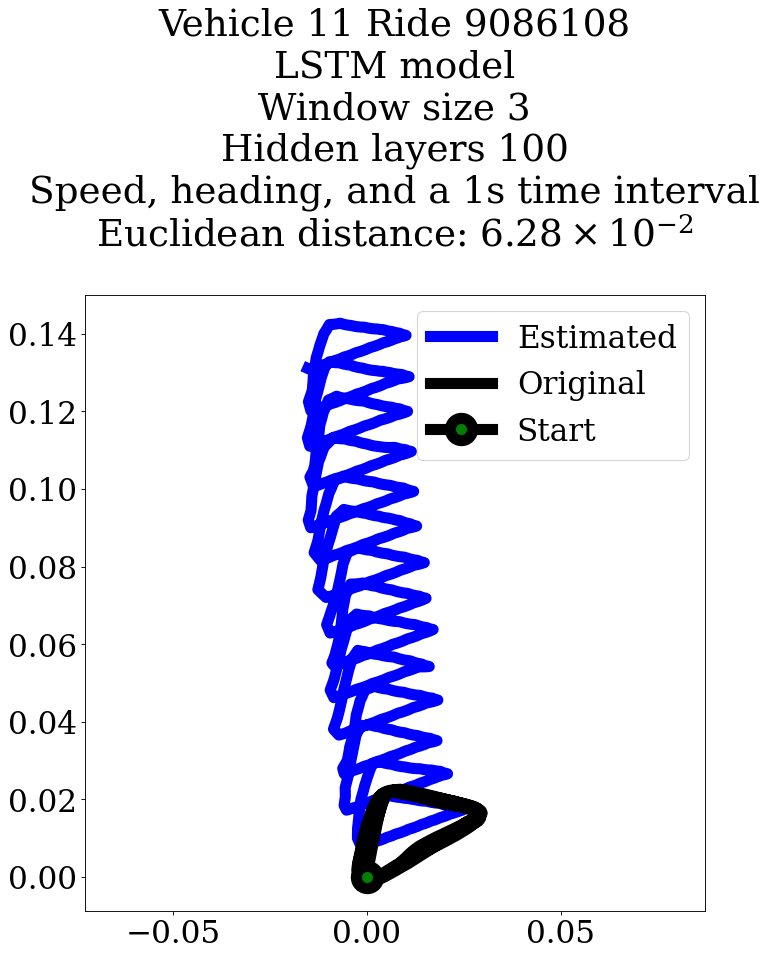 Vehicle 11 Ride 9086108
LSTM model
Window size 3
Hidden layers 100
Speed, heading, and a 1s time interval
Euclidean distance: 6.28 × 10⁻²
0.14
0.12
0.10
0.08
0.06
0.04
0.02
0.00
Estimated
Original
Start
−0.05
0.00
0.05